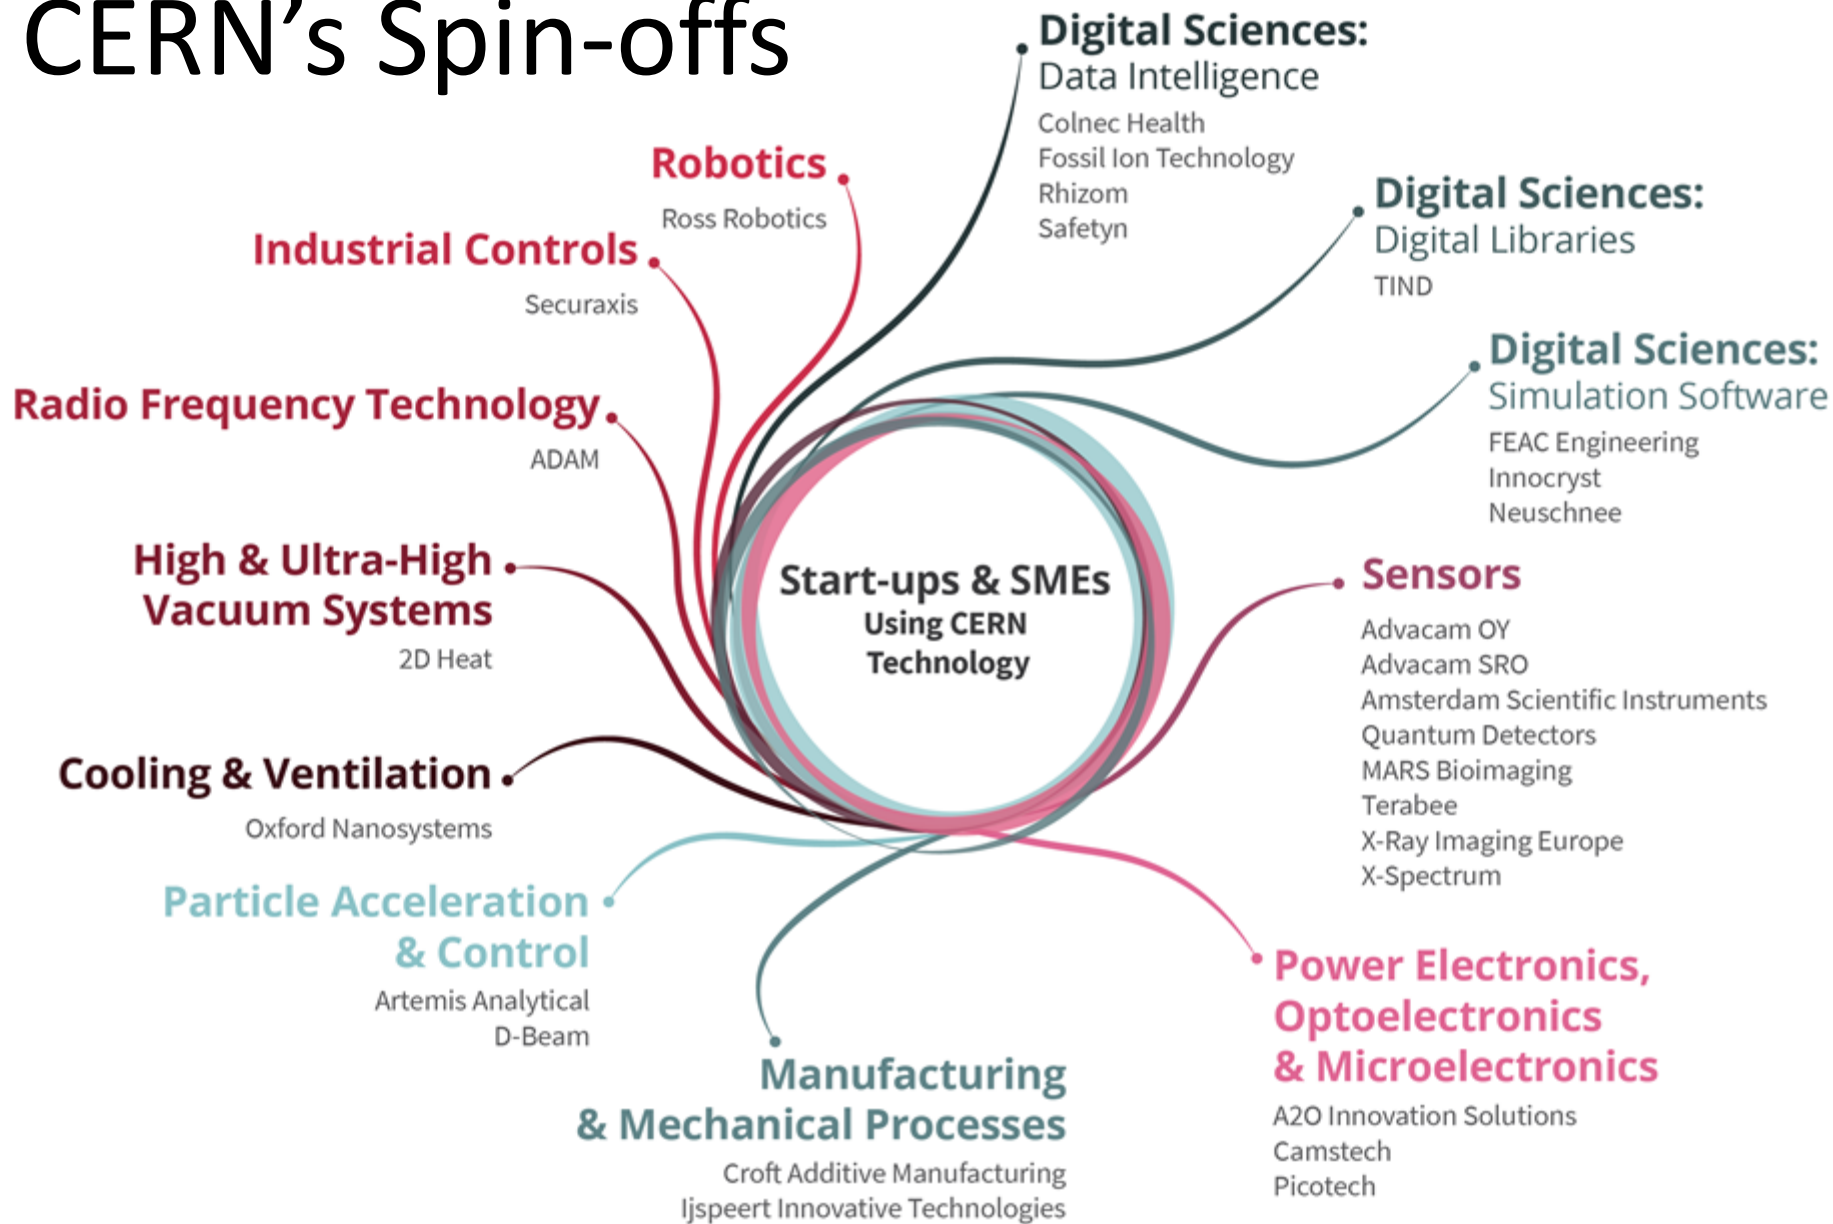 CERN's Spin-offs
Digital Sciences:
Data Intelligence
Colnec Health
Fossil Ion Technology
Rhizom
Safetyn
Robotics
Ross Robotics
Digital Sciences:
Digital Libraries
TIND
Industrial Controls
Securaxis
Digital Sciences:
Simulation Software
FEAC Engineering
Innocryst
Neuschnee
Radio Frequency Technology
ADAM
High & Ultra-High
Vacuum Systems
2D Heat
Start-ups & SMEs
Using CERN
Technology
Sensors
Advacam OY
Advacam SRO
Amsterdam Scientific Instruments
Quantum Detectors
MARS Bioimaging
Terabee
X-Ray Imaging Europe
X-Spectrum
Cooling & Ventilation
Oxford Nanosystems
Particle Acceleration
& Control
Artemis Analytical
D-Beam
Power Electronics,
Optoelectronics
& Microelectronics
A2O Innovation Solutions
Camstech
Picotech
Manufacturing
& Mechanical Processes
Croft Additive Manufacturing
Ijspeert Innovative Technologies